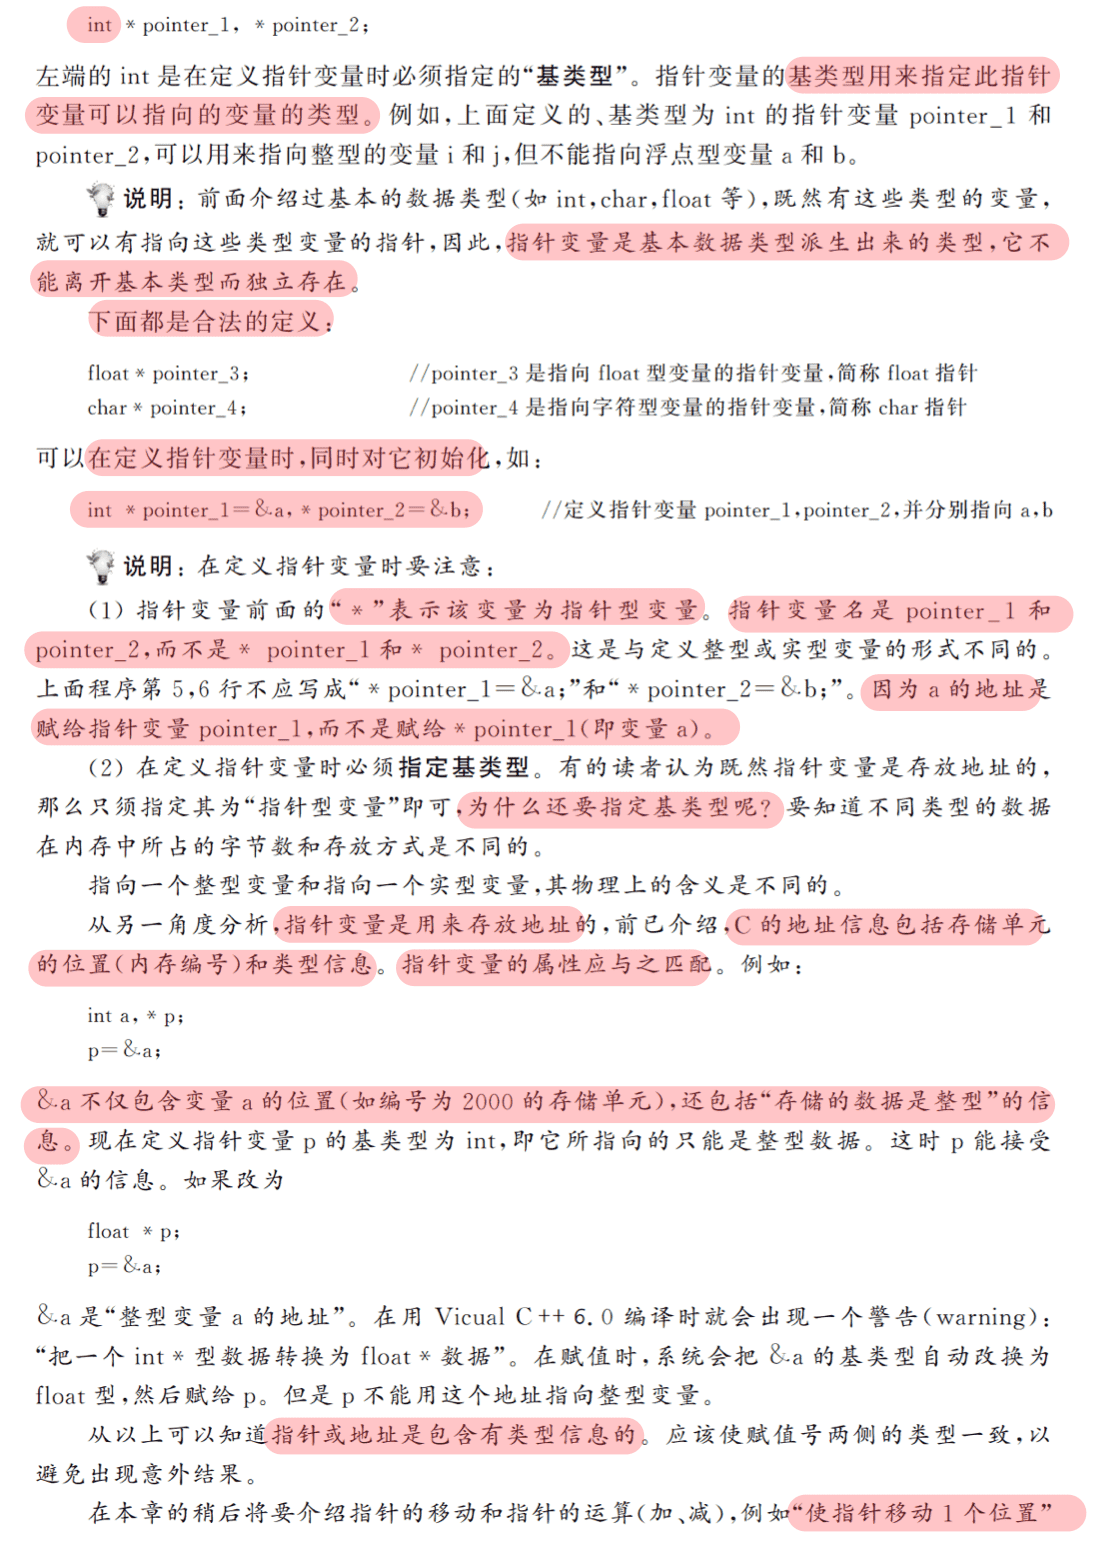 int * pointer_1, * pointer_2;
左端的 int 是在定义指针变量时必须指定的“基类型”。指针变量的基类型用来指定此指针
变量可以指向的变量的类型。例如,上面定义的、基类型为 int 的指针变量 pointer_1 和
pointer_2,可以用来指向整型的变量 i 和 j,但不能指向浮点型变量 a 和 b。
说明:前面介绍过基本的数据类型(如 int,char,float 等),既然有这些类型的变量,
就可以有指向这些类型变量的指针,因此,指针变量是基本数据类型派生出来的类型,它不
能离开基本类型而独立存在。
下面都是合法的定义:
float * pointer_3; //pointer_3 是指向 float 型变量的指针变量,简称 float 指针
char * pointer_4; //pointer_4 是指向字符型变量的指针变量,简称 char 指针
可以在定义指针变量时,同时对它初始化,如:
int * pointer_1=&a, * pointer_2=&b; //定义指针变量 pointer_1,pointer_2,并分别指向 a,b
说明:在定义指针变量时要注意:
(1) 指针变量前面的“*”表示该变量为指针型变量。指针变量名是 pointer_1 和
pointer_2,而不是 * pointer_1 和 * pointer_2。这是与定义整型或实型变量的形式不同的。
上面程序第 5,6 行不应写成“* pointer_1=&a;”和“* pointer_2=&b;”。因为 a 的地址是
赋给指针变量 pointer_1,而不是赋给 * pointer_1(即变量 a)。
(2) 在定义指针变量时必须指定基类型。有的读者认为既然指针变量是存放地址的,
那么只须指定其为“指针型变量”即可,为什么还要指定基类型呢?要知道不同类型的数据
在内存中所占的字节数和存放方式是不同的。
指向一个整型变量和指向一个实型变量,其物理上的含义是不同的。
从另一角度分析,指针变量是用来存放地址的,前已介绍,C 的地址信息包括存储单元
的位置(内存编号)和类型信息。指针变量的属性应与之匹配。例如:
int a, * p;
p=&a;
&a 不仅包含变量 a 的位置(如编号为 2000 的存储单元),还包括“存储的数据是整型”的信
息。现在定义指针变量 p 的基类型为 int,即它所指向的只能是整型数据。这时 p 能接受
&a 的信息。如果改为
float * p;
p=&a;
&a 是“整型变量 a 的地址”。在用 Vicual C++ 6.0 编译时就会出现一个警告(warning):
“把一个 int * 型数据转换为 float * 数据”。在赋值时,系统会把 &a 的基类型自动改换为
float 型,然后赋给 p。但是 p 不能用这个地址指向整型变量。
从以上可以知道指针或地址是包含有类型信息的。应该使赋值号两侧的类型一致,以
避免出现意外结果。
在本章的稍后将要介绍指针的移动和指针的运算(加、减),例如“使指针移动 1 个位置”